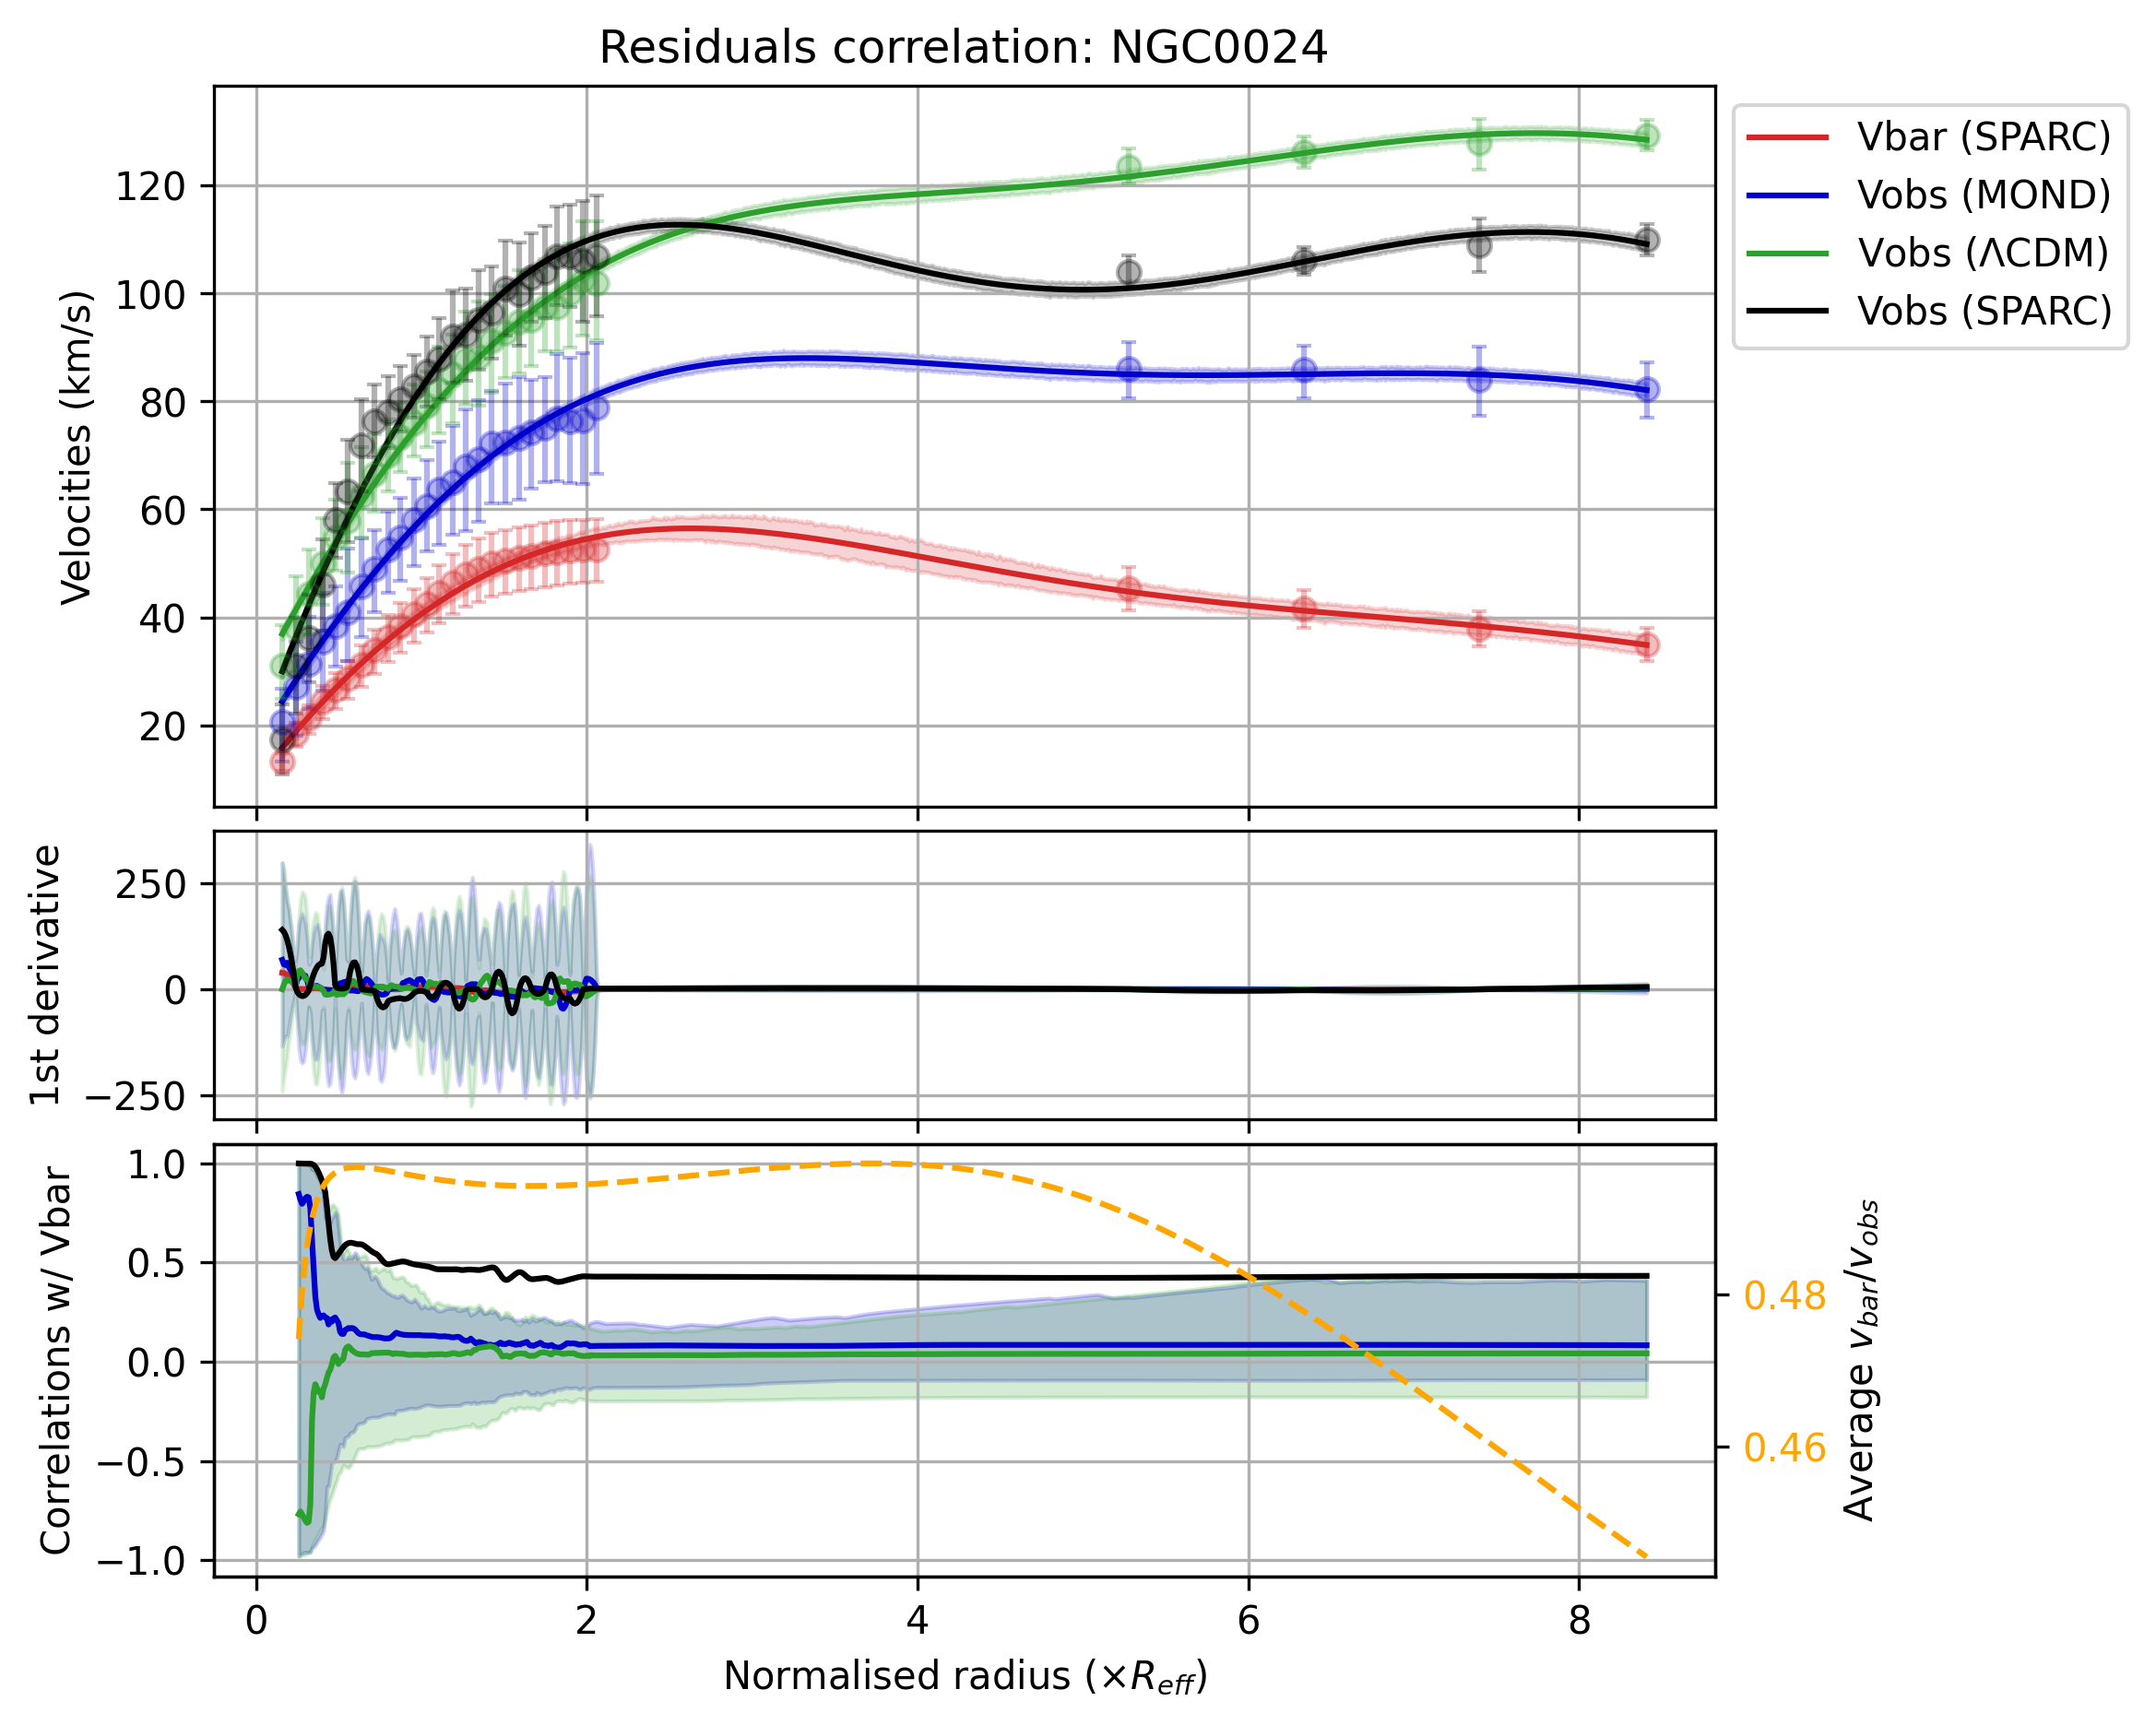 Residuals correlation: NGC0024
Velocities (km/s)
120
100
80
60
40
20
Vbar (SPARC)
Vobs (MOND)
Vobs (ΛCDM)
Vobs (SPARC)
1st derivative
250
0
−250
Correlations w/ Vbar
1.0
0.5
0.0
−0.5
−1.0
0.48
0.46
Average v_bar/v_obs
0 2 4 6 8
Normalised radius (×R_eff)